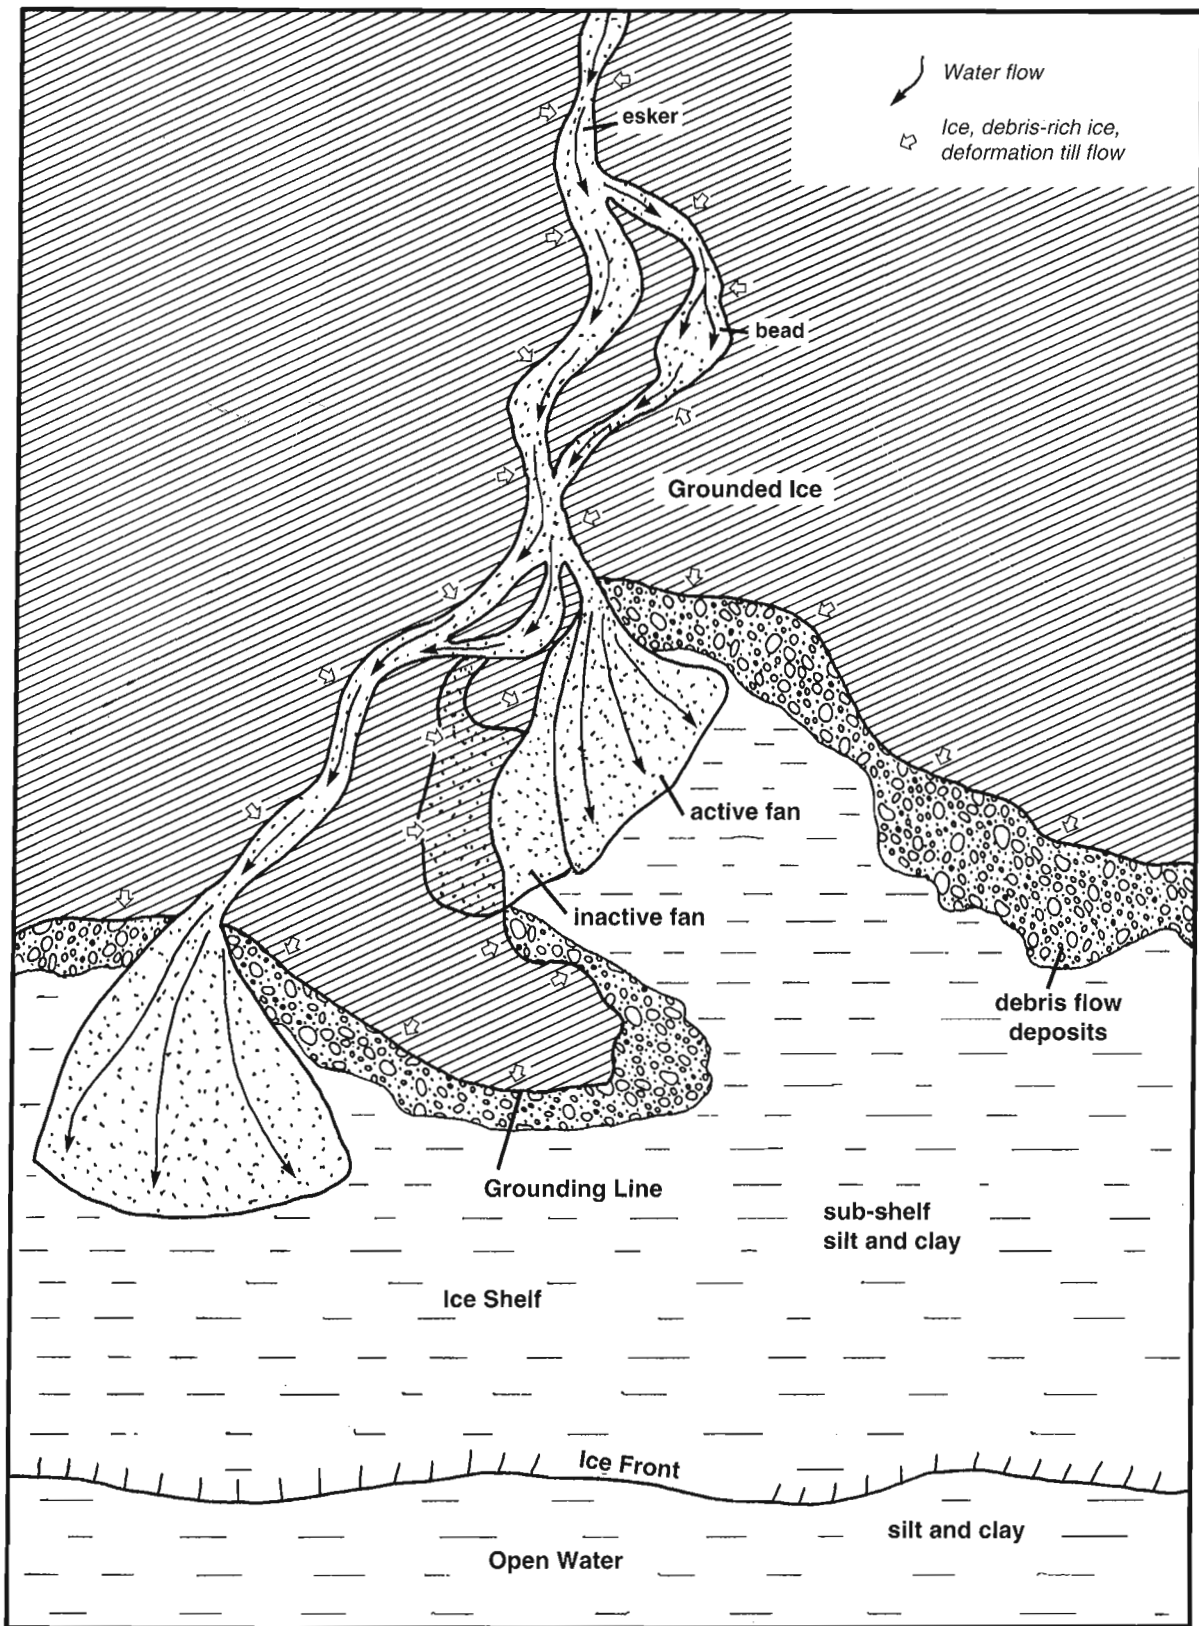 Water flow
Ice, debris-rich ice,
deformation till flow
esker
bead
Grounded Ice
active fan
inactive fan
debris flow
deposits
Grounding Line
sub-shelf
silt and clay
Ice Shelf
Ice Front
silt and clay
Open Water